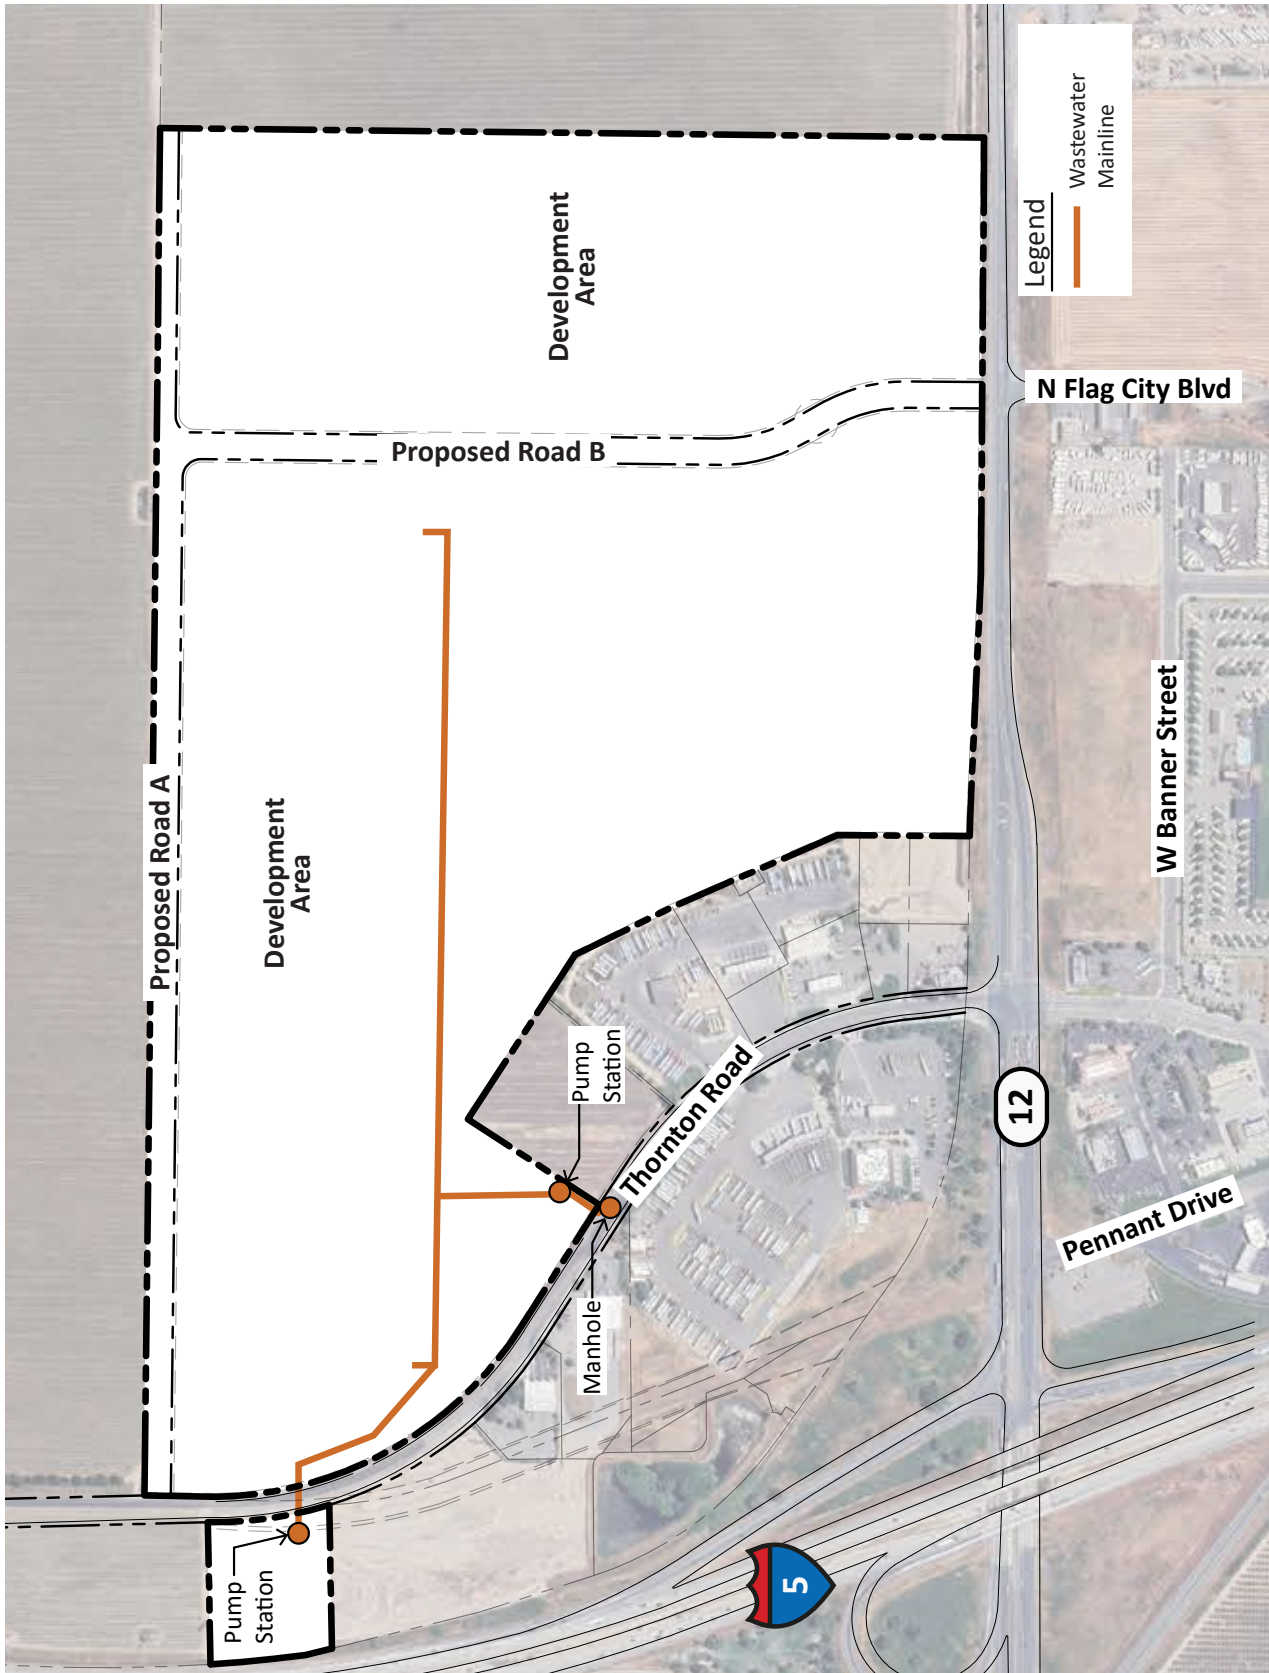 Legend
Wastewater
Mainline
Development
Area
N Flag City Blvd
Proposed Road B
Proposed Road A
Development
Area
W Banner Street
Pump
Station
Thornton Road
12
Pennant Drive
Manhole
Pump
Station
5